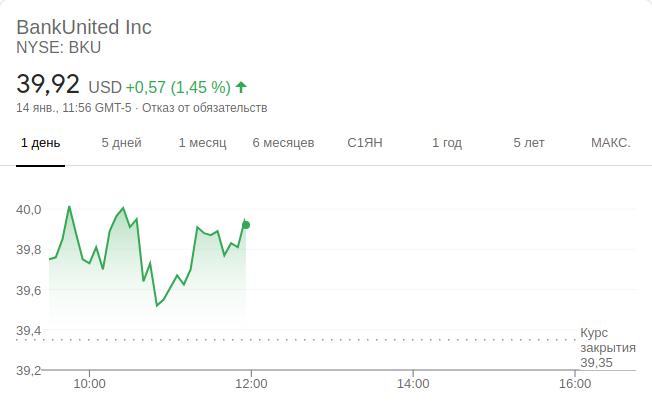 BankUnited Inc
NYSE: BKU
39,92 USD +0,57 (1,45 %)
14 янв., 11:56 GMT-5 · Отказ от обязательств
1 день 5 дней 1 месяц 6 месяцев С1ЯН 1 год 5 лет МАКС.
40,0
39,8
39,6
39,4
Курс
закрытия
39,35
39,2
10:00 12:00 14:00 16:00